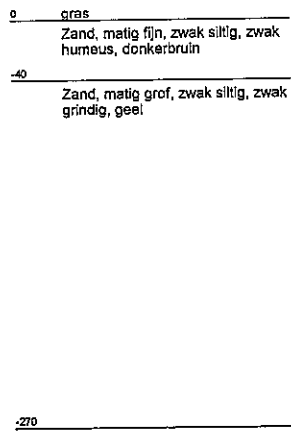 0 gras
Zand, matig fijn, zwak siltig, zwak
humeus, donkerbruin
-40
Zand, matig grof, zwak siltig, zwak
grindig, geel
-270